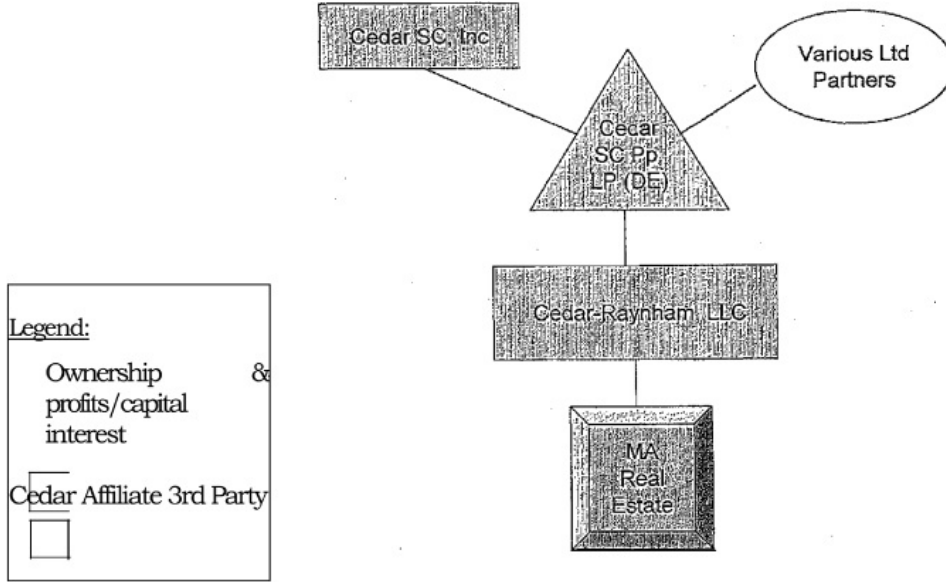 Cedar SC, Inc
Various Ltd
Partners
Cedar
SC Pp
LP (DE)
Cedar-Raynham LLC
MA
Real
Estate
Legend:
Ownership &
profits/capital
interest
Cedar Affiliate 3rd Party